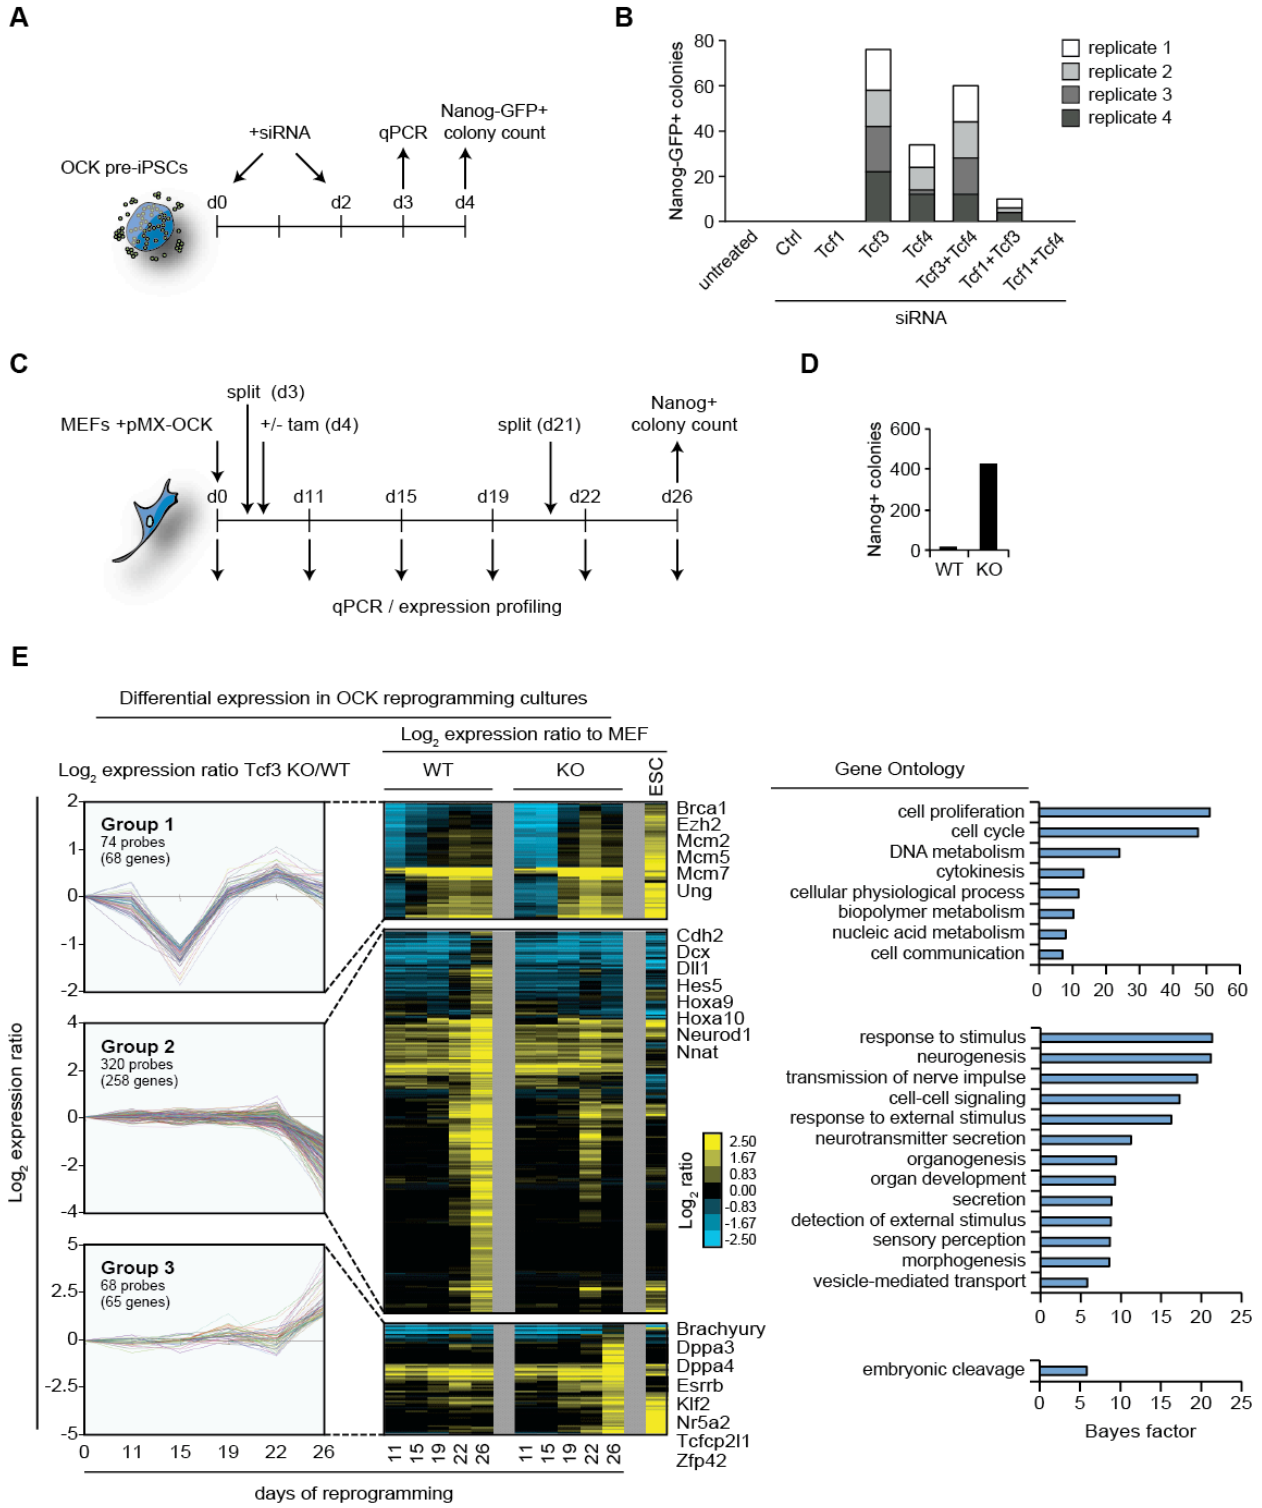 A
+siRNA
qPCR
Nanog-GFP+
colony count
OCK pre-iPSCs
d0
d2
d3
d4
B
Nanog-GFP+ colonies
80
60
40
20
0
replicate 1
replicate 2
replicate 3
replicate 4
untreated
Ctrl
Tcf1
Tcf3
Tcf4
Tcf3+Tcf4
Tcf1+Tcf3
Tcf1+Tcf4
siRNA
C
split (d3)
MEFs +pMX-OCK
+/- tam (d4)
split (d21)
Nanog+
colony count
d0
d11
d15
d19
d22
d26
qPCR / expression profiling
D
Nanog+ colonies
600
400
200
0
WT
KO
E
Differential expression in OCK reprogramming cultures
Log2 expression ratio to MEF
Log2 expression ratio Tcf3 KO/WT
WT
KO
ESC
Gene Ontology
Log2 expression ratio
2
1
0
-1
-2
Group 1
74 probes
(68 genes)
4
2
0
-2
-4
Group 2
320 probes
(258 genes)
5
2.5
0
-2.5
-5
Group 3
68 probes
(65 genes)
0
11
15
19
22
26
11
15
19
22
26
11
15
19
22
26
days of reprogramming
Brca1
Ezh2
Mcm2
Mcm5
Mcm7
Ung
Cdh2
Dcx
Dll1
Hes5
Hoxa9
Hoxa10
Neurod1
Nnat
Log2 ratio
2.50
1.67
0.83
0.00
-0.83
-1.67
-2.50
Brachyury
Dppa3
Dppa4
Esrrb
Klf2
Nr5a2
Tcfcp2l1
Zfp42
cell proliferation
cell cycle
DNA metabolism
cytokinesis
cellular physiological process
biopolymer metabolism
nucleic acid metabolism
cell communication
0 10 20 30 40 50 60
response to stimulus
neurogenesis
transmission of nerve impulse
cell-cell signaling
response to external stimulus
neurotransmitter secretion
organogenesis
organ development
secretion
detection of external stimulus
sensory perception
morphogenesis
vesicle-mediated transport
0 5 10 15 20 25
embryonic cleavage
0 5 10 15 20 25
Bayes factor